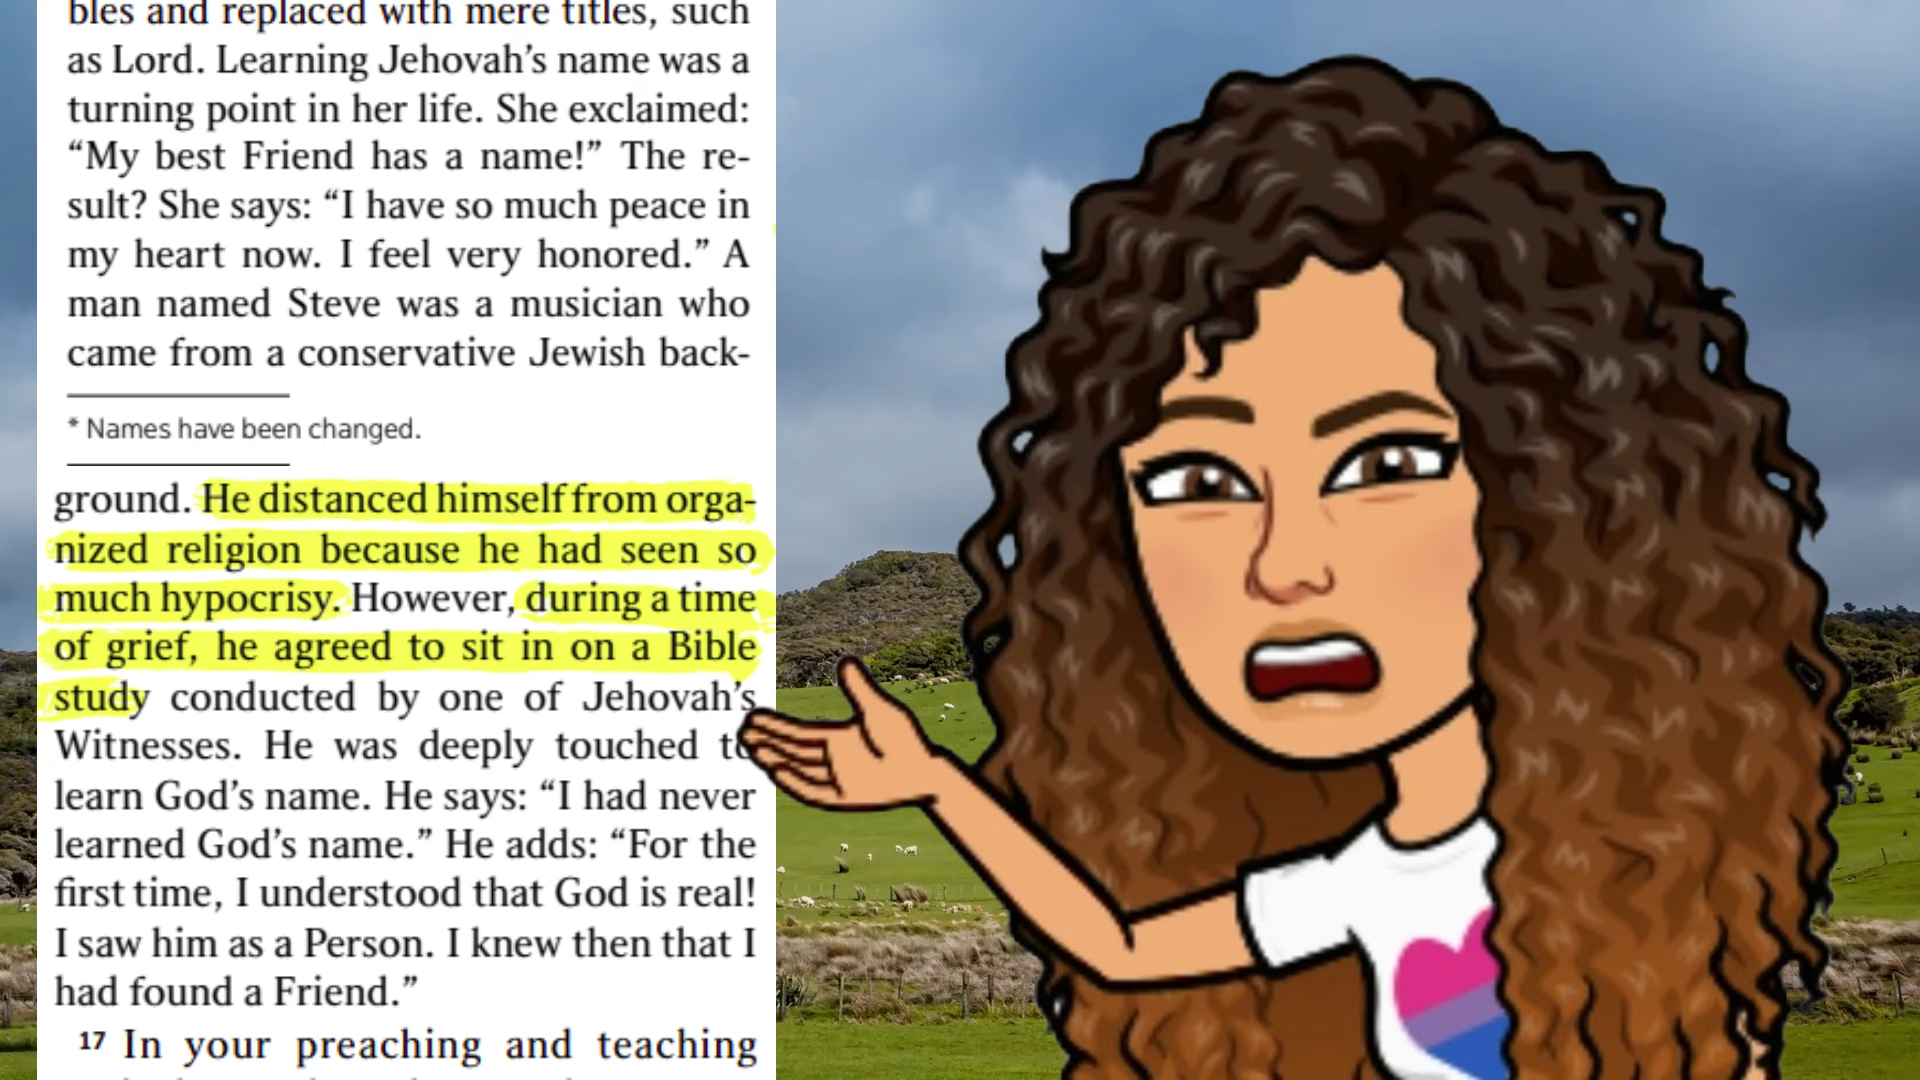 bles and replaced with mere titles, such
as Lord. Learning Jehovah’s name was a
turning point in her life. She exclaimed:
“My best Friend has a name!” The re-
sult? She says: “I have so much peace in
my heart now. I feel very honored.” A
man named Steve was a musician who
came from a conservative Jewish back-
* Names have been changed.
ground. He distanced himself from orga-
nized religion because he had seen so
much hypocrisy. However, during a time
of grief, he agreed to sit in on a Bible
study conducted by one of Jehovah’s
Witnesses. He was deeply touched to
learn God’s name. He says: “I had never
learned God’s name.” He adds: “For the
first time, I understood that God is real!
I saw him as a Person. I knew then that I
had found a Friend.”
17 In your preaching and teaching